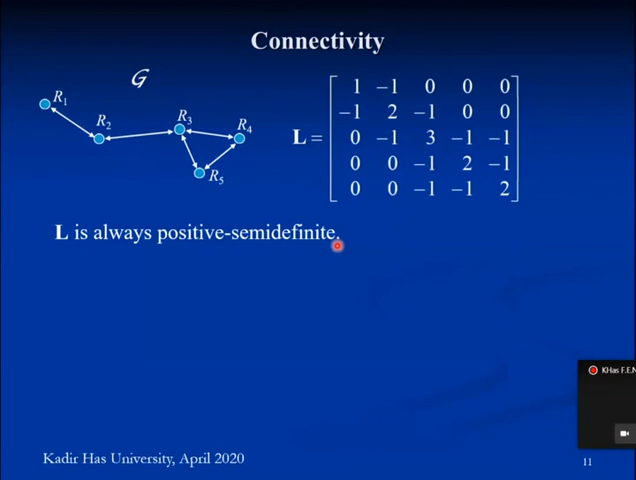 Connectivity
𝒢
R₁
R₂
R₃
R₄
R₅
L =
1 –1 0 0 0
–1 2 –1 0 0
0 –1 3 –1 –1
0 0 –1 2 –1
0 0 –1 –1 2
L is always positive-semidefinite.
KHas F.E.N
Kadir Has University, April 2020
11